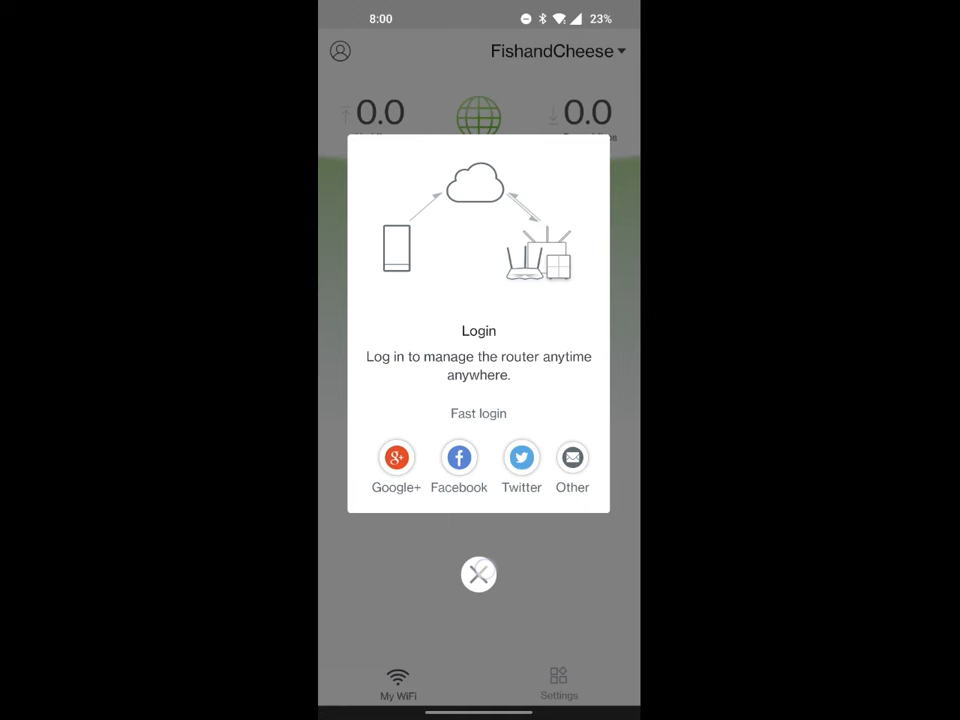 8:00
23%
FishandCheese
0.0
0.0
Login
Log in to manage the router anytime
anywhere.
Fast login
Google+ Facebook Twitter Other
My WiFi
Settings